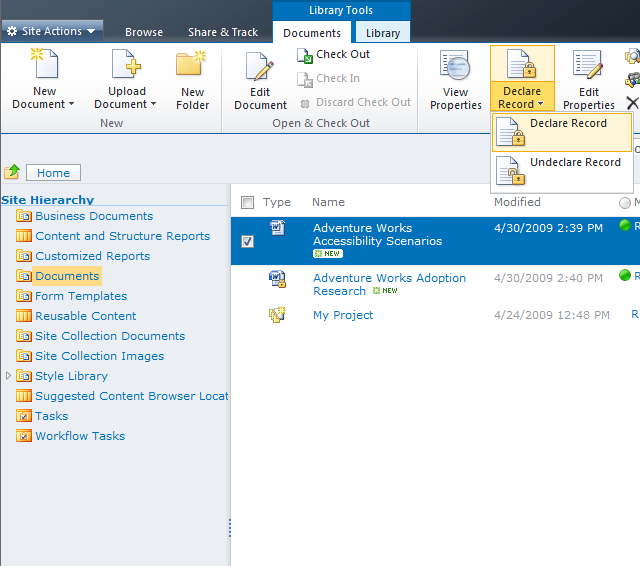 Library Tools
Site Actions Browse Share & Track Documents Library
New Document
Upload Document
New Folder
New
Edit Document
Check Out
Check In
Discard Check Out
Open & Check Out
View Properties
Declare Record
Edit Properties
Declare Record
Undeclare Record
Home
Site Hierarchy
Business Documents
Content and Structure Reports
Customized Reports
Documents
Form Templates
Reusable Content
Site Collection Documents
Site Collection Images
Style Library
Suggested Content Browser Locat
Tasks
Workflow Tasks
Type Name Modified M
Adventure Works
Accessibility Scenarios
NEW
4/30/2009 2:39 PM R
Adventure Works Adoption
Research NEW
4/30/2009 2:40 PM R
My Project 4/24/2009 12:48 PM R